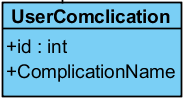 UserComclication
+id : int
+ComplicationName